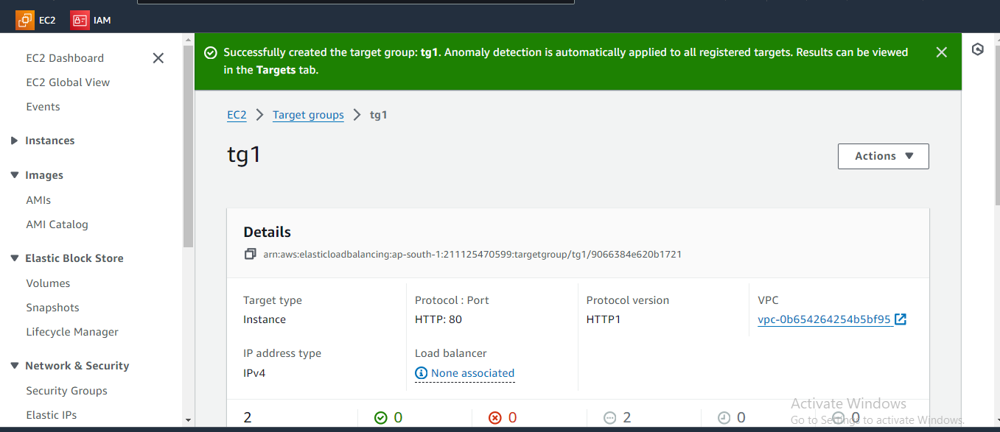 EC2 IAM
EC2 Dashboard
EC2 Global View
Events
Instances
Images
AMIs
AMI Catalog
Elastic Block Store
Volumes
Snapshots
Lifecycle Manager
Network & Security
Security Groups
Elastic IPs
Successfully created the target group: tg1. Anomaly detection is automatically applied to all registered targets. Results can be viewed
in the Targets tab.
EC2 Target groups tg1
tg1
Actions
Details
arn:aws:elasticloadbalancing:ap-south-1:211125470599:targetgroup/tg1/9066384e620b1721
Target type
Instance
Protocol : Port
HTTP: 80
Protocol version
HTTP1
VPC
vpc-0b654264254b5bf95
IP address type
IPv4
Load balancer
None associated
2 0 0 2 0 0
Activate Windows
Go to Settings to activate Windows.